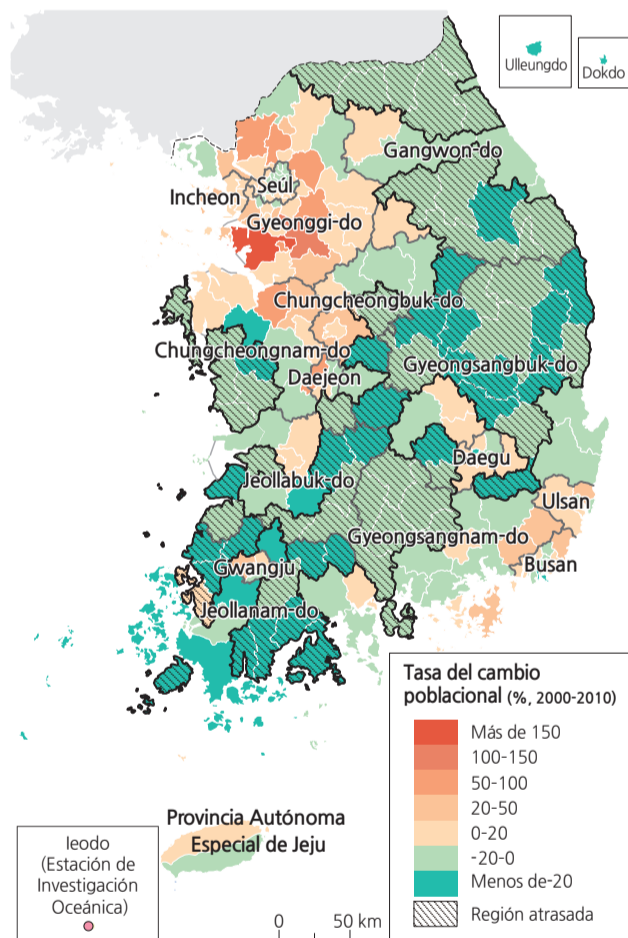 Ulleungdo
Dokdo
Gangwon-do
Seúl
Incheon
Gyeonggi-do
Chungcheongbuk-do
Chungcheongnam-do
Gyeongsangbuk-do
Daejeon
Daegu
Jeollabuk-do
Ulsan
Gyeongsangnam-do
Gwangju
Busan
Jeollanam-do
Tasa del cambio
poblacional (%, 2000-2010)
Más de 150
100-150
50-100
20-50
0-20
-20-0
Menos de-20
Región atrasada
Provincia Autónoma
Especial de Jeju
Ieodo
(Estación de
Investigación
Oceánica)
0 50 km